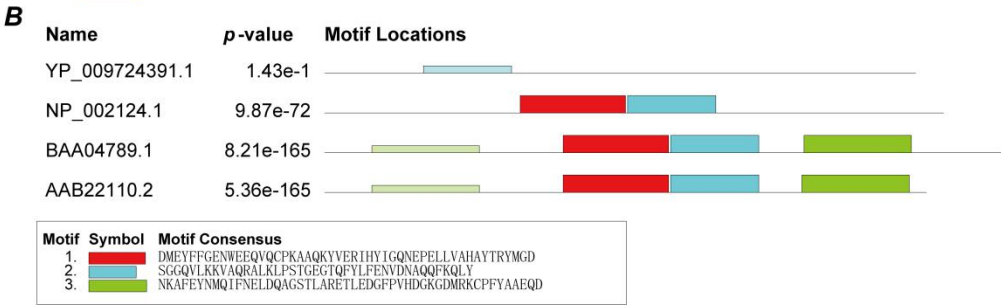 B
Name p-value Motif Locations
YP_009724391.1 1.43e-1
NP_002124.1 9.87e-72
BAA04789.1 8.21e-165
AAB22110.2 5.36e-165
Motif Symbol Motif Consensus
1. DMEYFFGENWEEQVQCPKAAQKYVERIHYIGQNEPELLVAHAYTRYMGD
2. SGGQVLKKVAQRALKLPSTGEGTQFYLFENVDNAQQFKQLY
3. NKAFEYNMQIFNELDQAGSTLARETLEDGFPVHDGKGDMRKCPFYAAEQD